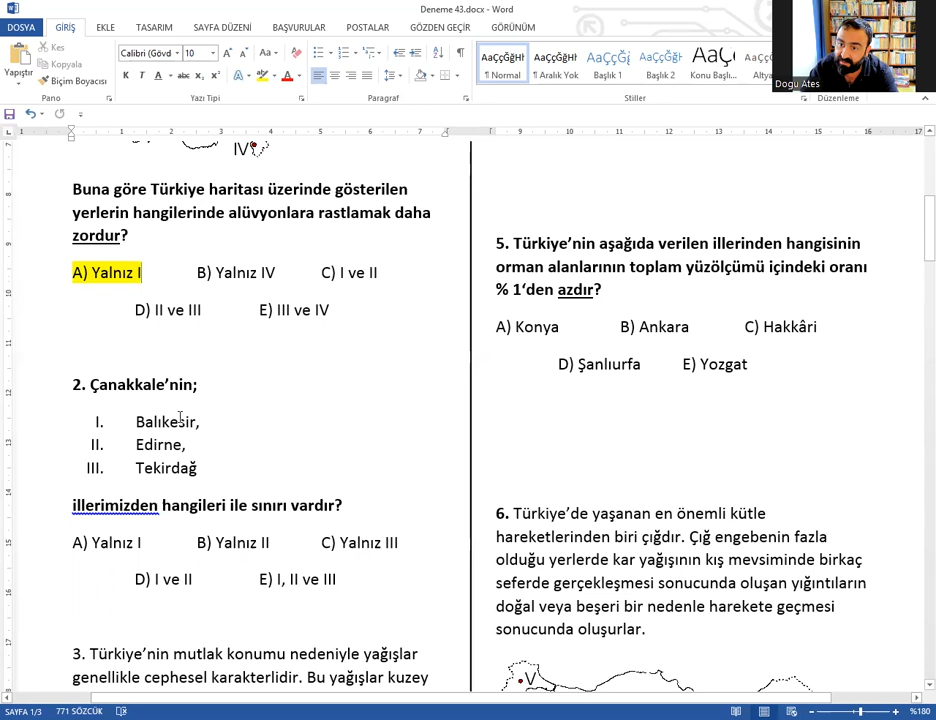 Deneme 43.docx - Word
DOSYA GİRİŞ EKLE TASARIM SAYFA DÜZENİ BAŞVURULAR POSTALAR GÖZDEN GEÇİR GÖRÜNÜM
Yapıştır
Kes
Kopyala
Biçim Boyacısı
Calibri (Gövd 10
AaÇçĞğH AaÇçĞğH AaÇçĞğ AaÇçĞğ AaÇç
¶ Normal ¶ Aralık Yok Başlık 1 Başlık 2 Konu Başl... Altya
Pano Yazı Tipi Paragraf Stiller Düzenleme
Dogu Ates
IV
Buna göre Türkiye haritası üzerinde gösterilen
yerlerin hangilerinde alüvyonlara rastlamak daha
zordur?
A) Yalnız I B) Yalnız IV C) I ve II
D) II ve III E) III ve IV
2. Çanakkale’nin;
I. Balıkesir,
II. Edirne,
III. Tekirdağ
illerimizden hangileri ile sınırı vardır?
A) Yalnız I B) Yalnız II C) Yalnız III
D) I ve II E) I, II ve III
3. Türkiye’nin mutlak konumu nedeniyle yağışlar
genellikle cephesel karakterlidir. Bu yağışlar kuzey
5. Türkiye’nin aşağıda verilen illerinden hangisinin
orman alanlarının toplam yüzölçümü içindeki oranı
% 1‘den azdır?
A) Konya B) Ankara C) Hakkâri
D) Şanlıurfa E) Yozgat
6. Türkiye’de yaşanan en önemli kütle
hareketlerinden biri çığdır. Çığ engebenin fazla
olduğu yerlerde kar yağışının kış mevsiminde birkaç
seferde gerçekleşmesi sonucunda oluşan yığıntıların
doğal veya beşeri bir nedenle harekete geçmesi
sonucunda oluşurlar.
V
SAYFA 1/3 771 SÖZCÜK
%180